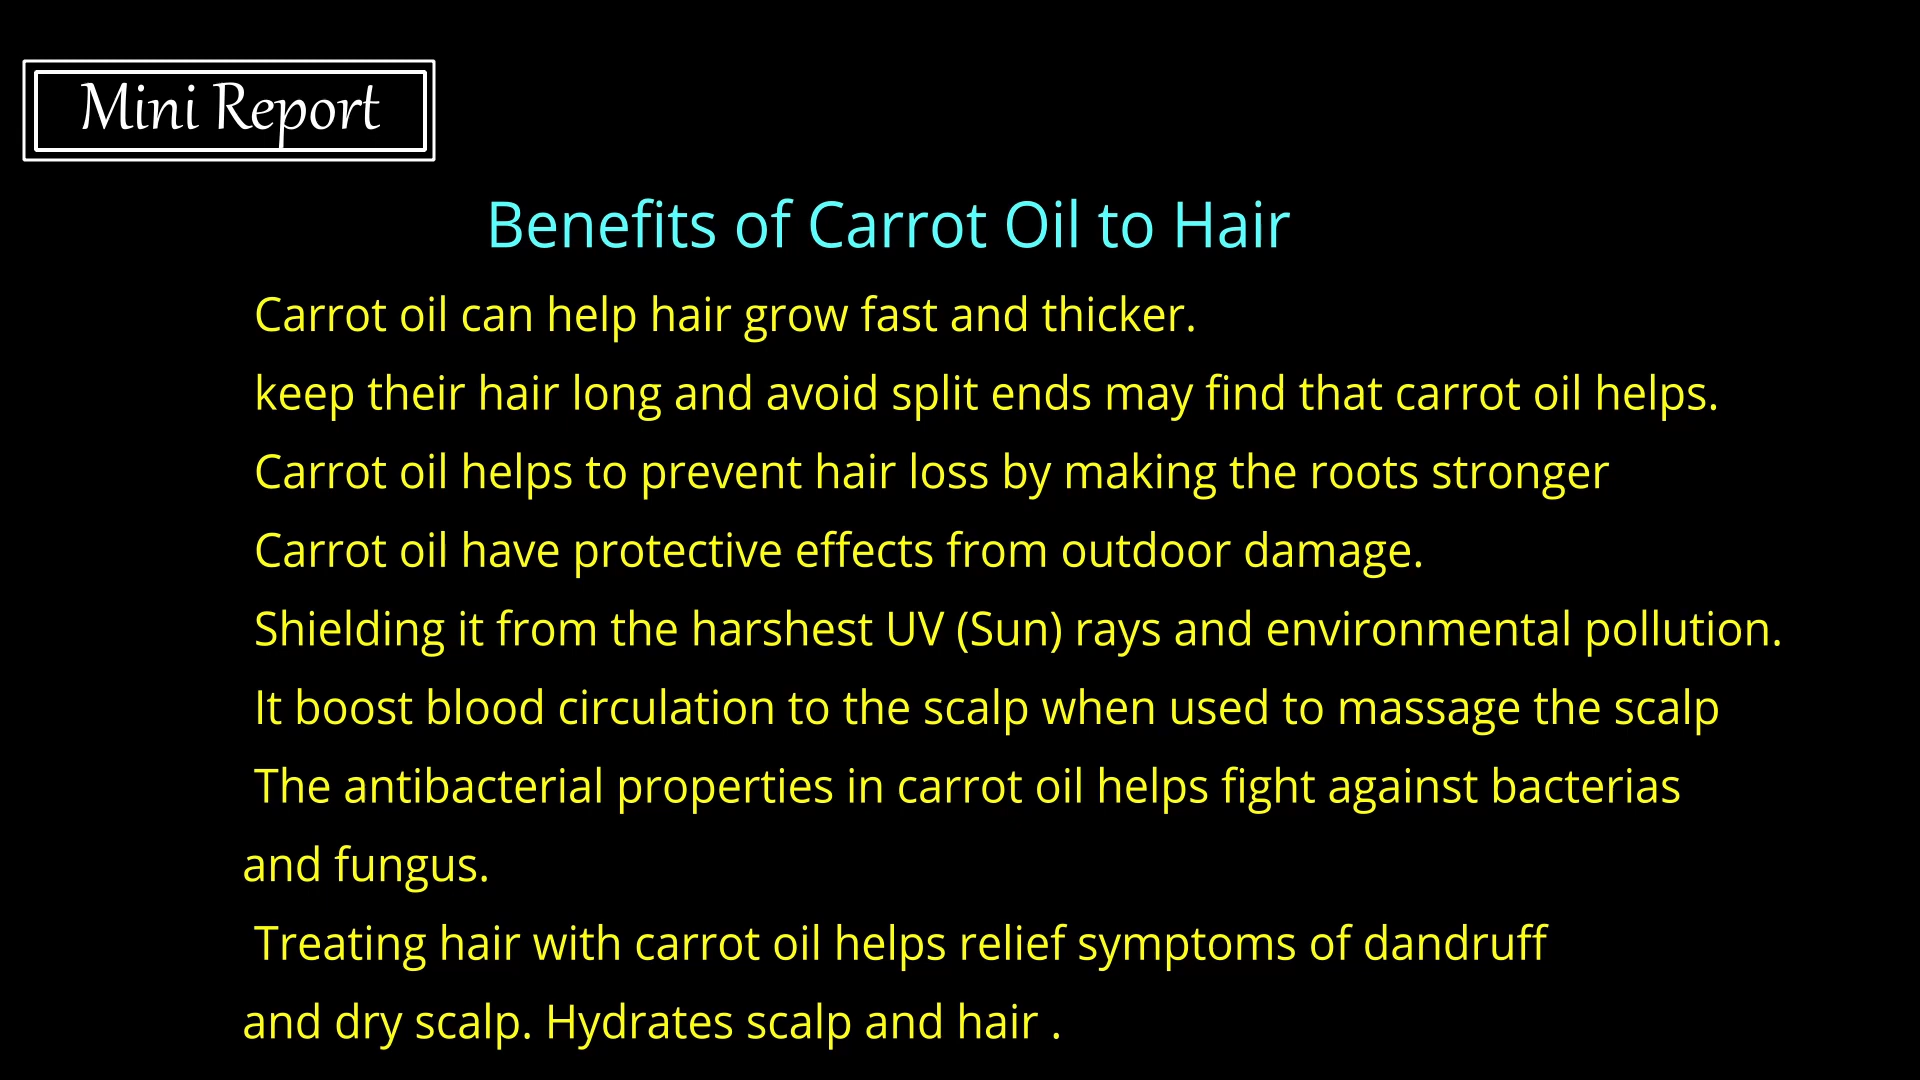 Mini Report
Benefits of Carrot Oil to Hair
Carrot oil can help hair grow fast and thicker.
keep their hair long and avoid split ends may find that carrot oil helps.
Carrot oil helps to prevent hair loss by making the roots stronger
Carrot oil have protective effects from outdoor damage.
Shielding it from the harshest UV (Sun) rays and environmental pollution.
It boost blood circulation to the scalp when used to massage the scalp
The antibacterial properties in carrot oil helps fight against bacterias
and fungus.
Treating hair with carrot oil helps relief symptoms of dandruff
and dry scalp. Hydrates scalp and hair .